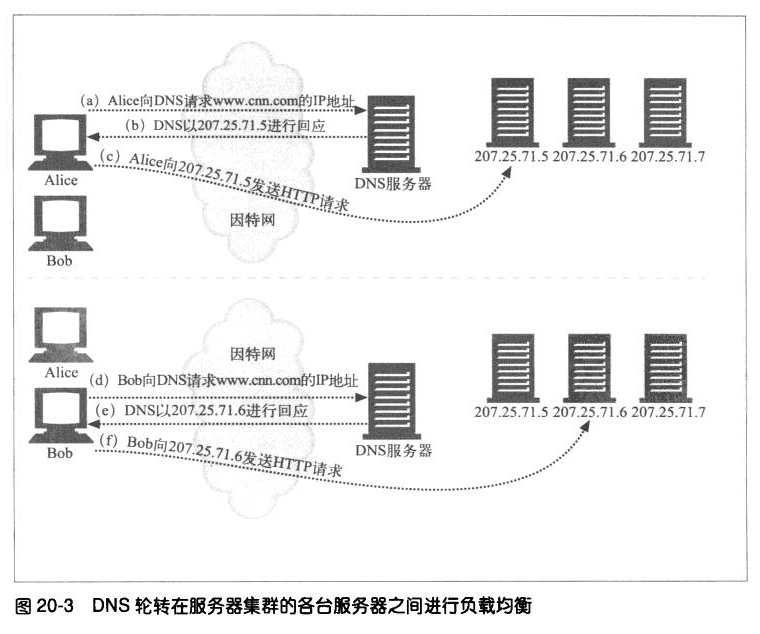 (a) Alice向DNS请求www.cnn.com的IP地址
(b) DNS以207.25.71.5进行回应
(c) Alice向207.25.71.5发送HTTP请求
Alice
Bob
因特网
DNS服务器
207.25.71.5 207.25.71.6 207.25.71.7
因特网
Alice
(d) Bob向DNS请求www.cnn.com的IP地址
(e) DNS以207.25.71.6进行回应
(f) Bob向207.25.71.6发送HTTP请求
Bob
DNS服务器
207.25.71.5 207.25.71.6 207.25.71.7
图 20-3 DNS 轮转在服务器集群的各台服务器之间进行负载均衡